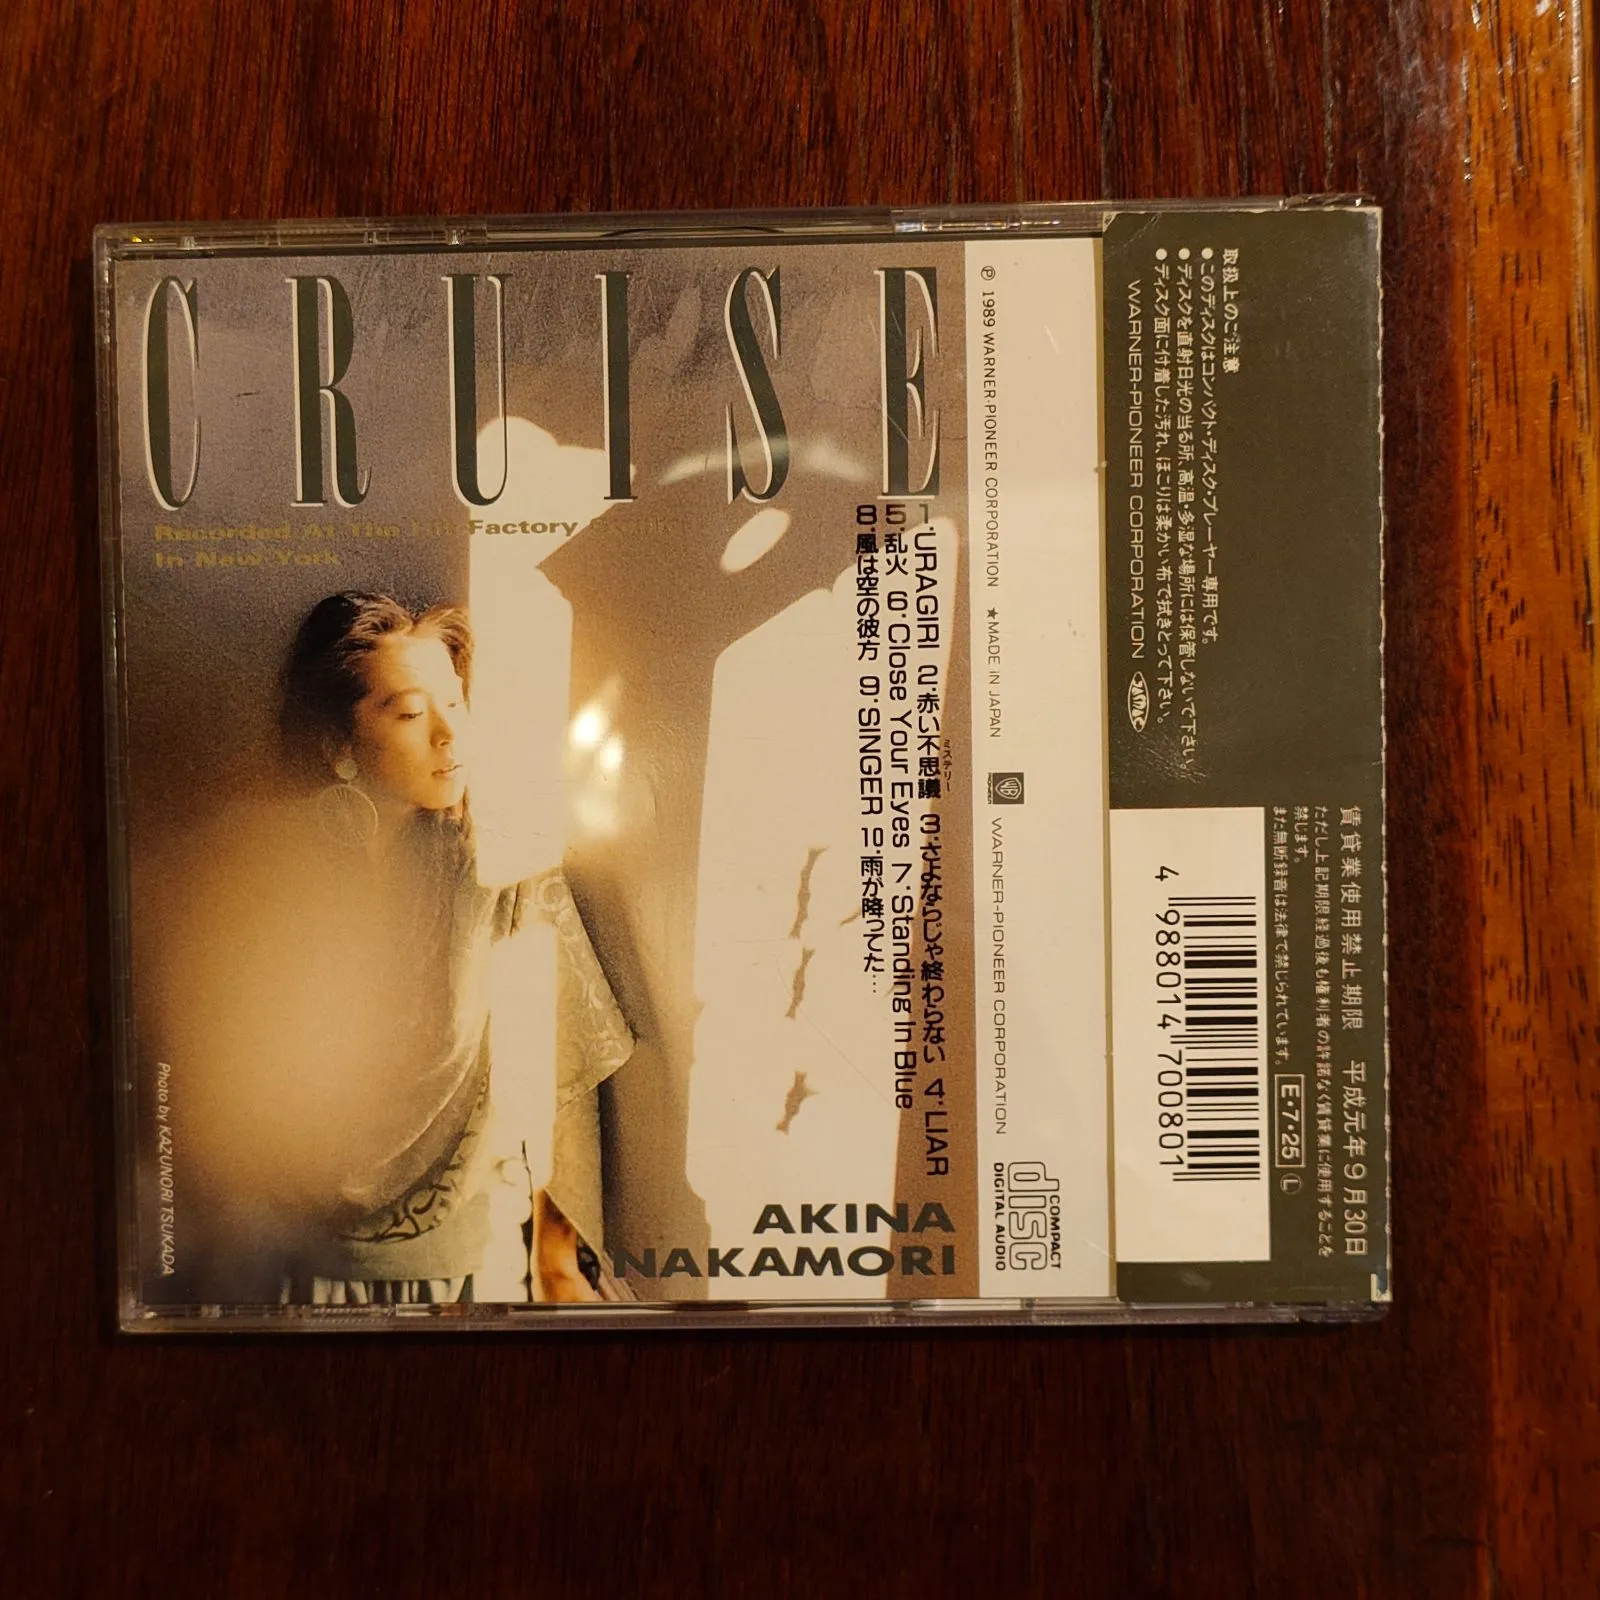 CRUISE
Recorded At The Hit Factory Studio
In New York
1. URAGIRI 2. 赤い不思議 3. さよならじゃ終わらない 4. LIAR
ミステリー
5. 乱火 6. Close Your Eyes 7. Standing In Blue
8. 風は空の彼方 9. SINGER 10. 雨が降ってた...
AKINA
NAKAMORI
Photo by KAZUNORI TSUKADA
Ⓟ 1989 WARNER-PIONEER CORPORATION ★MADE IN JAPAN
WB
PIONEER
WARNER-PIONEER CORPORATION
COMPACT
disc
DIGITAL AUDIO
取扱上のご注意
●このディスクはコンパクト・ディスク・プレーヤー専用です。
●ディスクを直射日光の当る所、高温・多湿な場所には保管しないで下さい。
●ディスク面に付着した汚れ、ほこりは柔かい布で拭きとって下さい。
WARNER-PIONEER CORPORATION
JASRAC
賃貸業使用禁止期限 平成元年9月30日
ただし上記期限経過後も権利者の許諾なく賃貸業に使用することを
禁じます。
また無断録音は法律で禁じられています。
E・7・25 Ⓛ
4 988014 700801